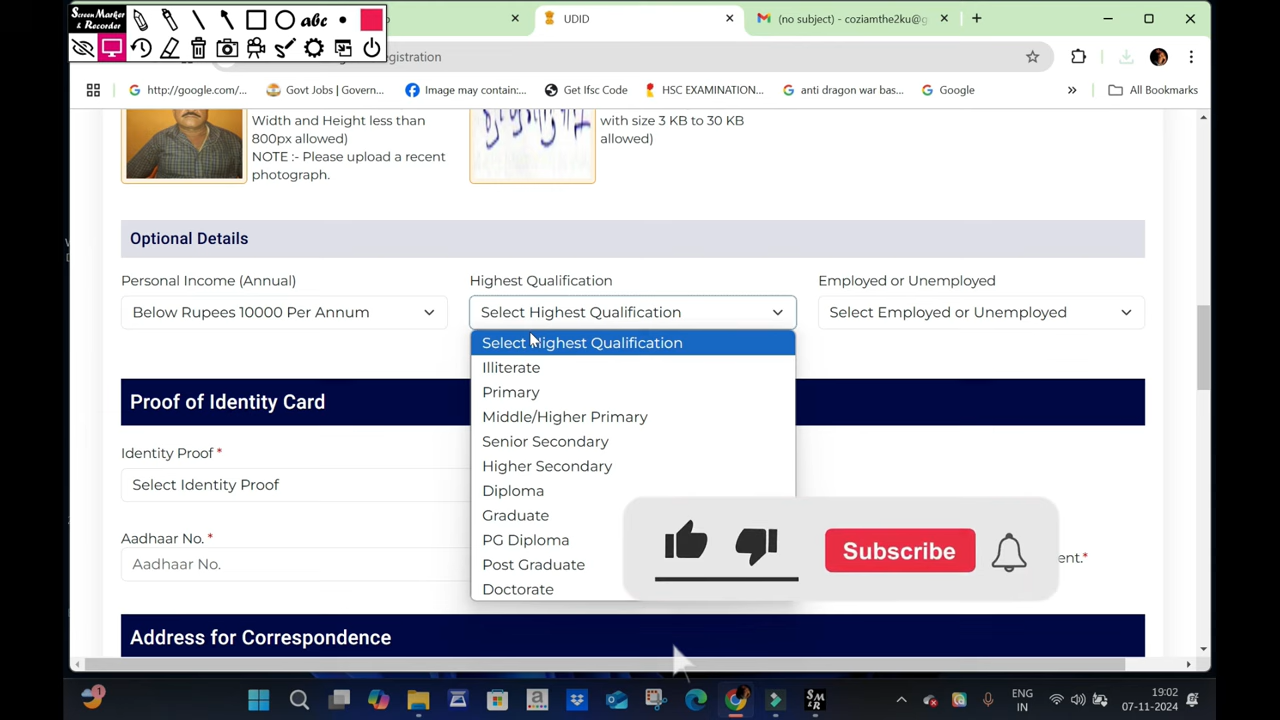 Screen Marker
& Recorder
abc
UDID
(no subject) - coziamthe2ku@g
egistration
http://google.com/...
Govt Jobs | Govern...
Image may contain:...
Get Ifsc Code
HSC EXAMINATION...
anti dragon war bas...
Google
All Bookmarks
Width and Height less than
800px allowed)
NOTE :- Please upload a recent
photograph.
with size 3 KB to 30 KB
allowed)
Optional Details
Personal Income (Annual)
Highest Qualification
Employed or Unemployed
Below Rupees 10000 Per Annum
Select Highest Qualification
Select Employed or Unemployed
Select Highest Qualification
Illiterate
Primary
Middle/Higher Primary
Senior Secondary
Higher Secondary
Diploma
Graduate
PG Diploma
Post Graduate
Doctorate
Proof of Identity Card
Identity Proof *
Select Identity Proof
Aadhaar No. *
Aadhaar No.
ent.*
Subscribe
Address for Correspondence
ENG
IN
19:02
07-11-2024